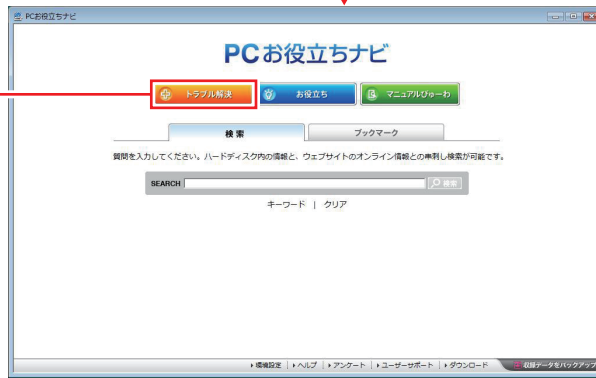 PCお役立ちナビ
PCお役立ちナビ
トラブル解決 お役立ち マニュアルびゅーわ
検索 ブックマーク
質問を入力してください。ハードディスク内の情報と、ウェブサイトのオンライン情報との串刺し検索が可能です。
SEARCH 検索
キーワード | クリア
環境設定 | ヘルプ | アンケート | ユーザーサポート | ダウンロード 収録データをバックアップ